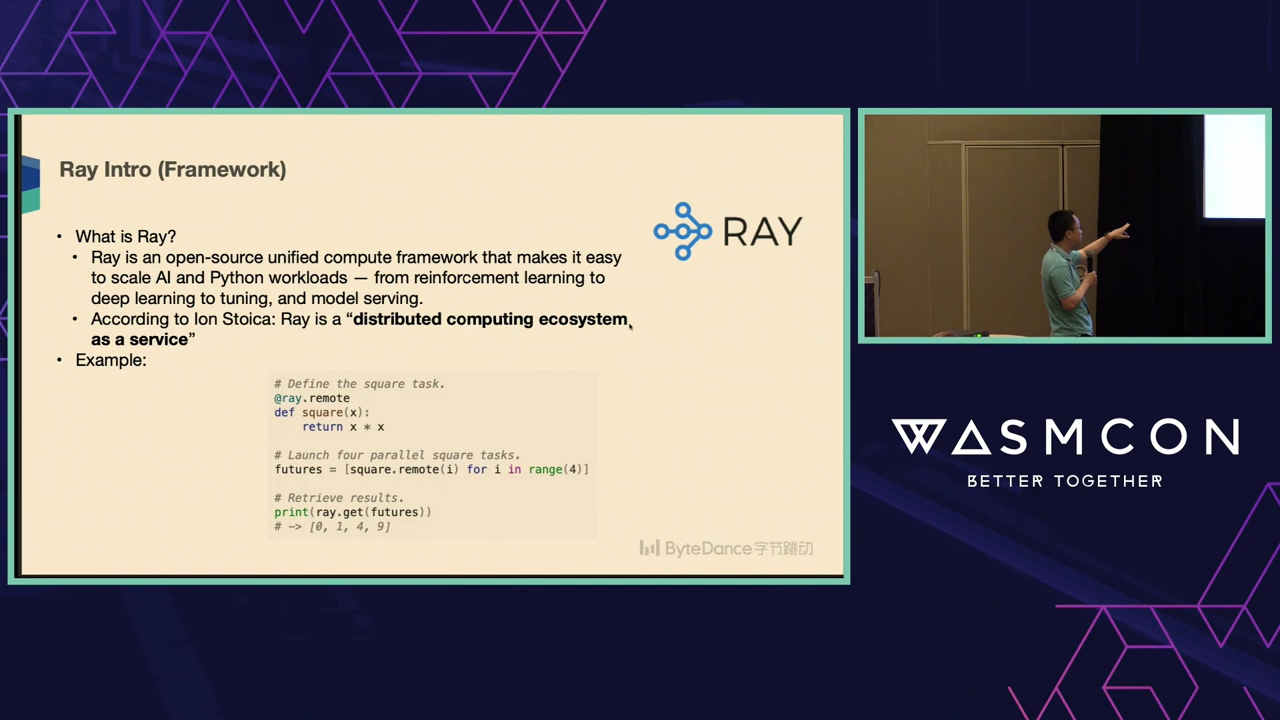 Ray Intro (Framework)
RAY
• What is Ray?
• Ray is an open-source unified compute framework that makes it easy
to scale AI and Python workloads — from reinforcement learning to
deep learning to tuning, and model serving.
• According to Ion Stoica: Ray is a “distributed computing ecosystem
as a service”
• Example:
# Define the square task.
@ray.remote
def square(x):
    return x * x
# Launch four parallel square tasks.
futures = [square.remote(i) for i in range(4)]
# Retrieve results.
print(ray.get(futures))
# -> [0, 1, 4, 9]
ByteDance字节跳动
WASMCON
BETTER TOGETHER